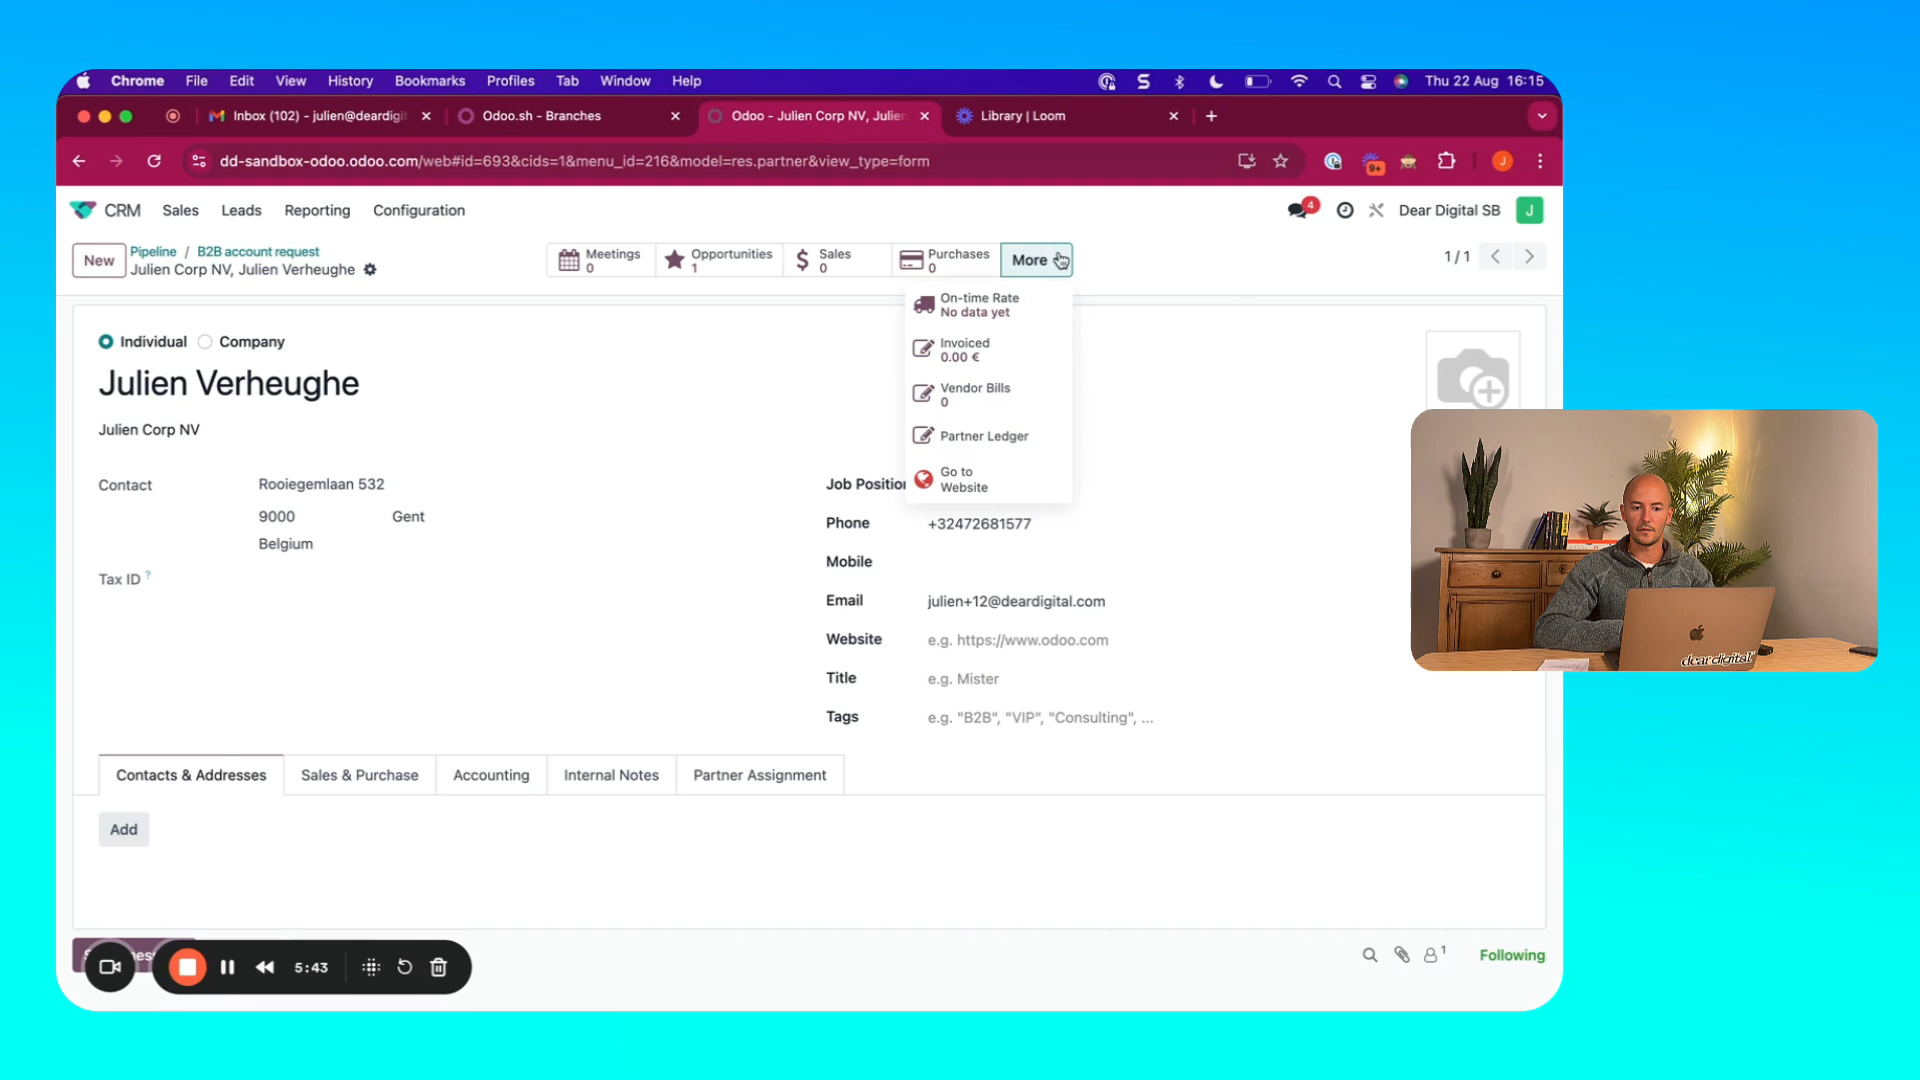 Chrome File Edit View History Bookmarks Profiles Tab Window Help Thu 22 Aug 16:15
Inbox (102) - julien@deardigit Odoo.sh - Branches Odoo - Julien Corp NV, Julien Library | Loom
dd-sandbox-odoo.odoo.com/web#id=693&cids=1&menu_id=216&model=res.partner&view_type=form 9+ J
CRM Sales Leads Reporting Configuration 4 Dear Digital SB J
New
Pipeline / B2B account request
Julien Corp NV, Julien Verheughe
Meetings
0
Opportunities
1
Sales
0
Purchases
0
More
1 / 1
On-time Rate
No data yet
Invoiced
0.00 €
Vendor Bills
0
Partner Ledger
Go to
Website
Individual Company
Julien Verheughe
Julien Corp NV
Contact Rooiegemlaan 532
9000 Gent
Belgium
Tax ID ?
Job Position
Phone +32472681577
Mobile
Email julien+12@deardigital.com
Website e.g. https://www.odoo.com
Title e.g. Mister
Tags e.g. "B2B", "VIP", "Consulting", ...
dear digital
Contacts & Addresses Sales & Purchase Accounting Internal Notes Partner Assignment
Add
5:43
1 Following